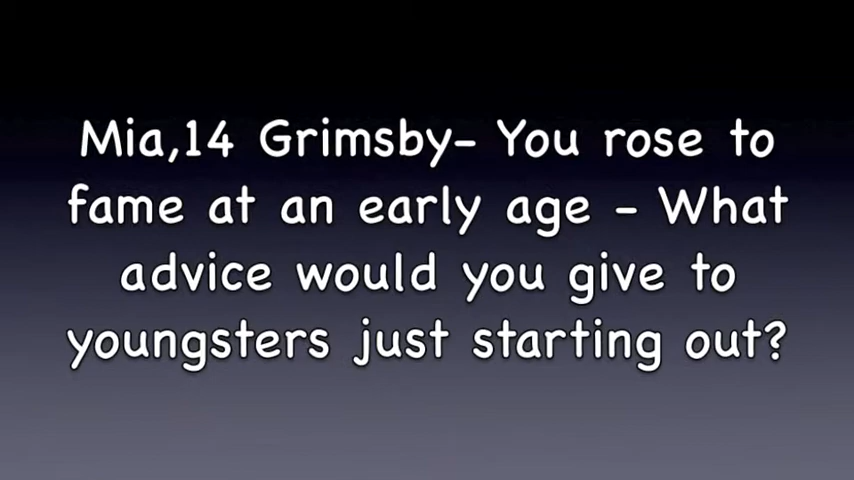 Mia,14 Grimsby- You rose to
fame at an early age - What
advice would you give to
youngsters just starting out?